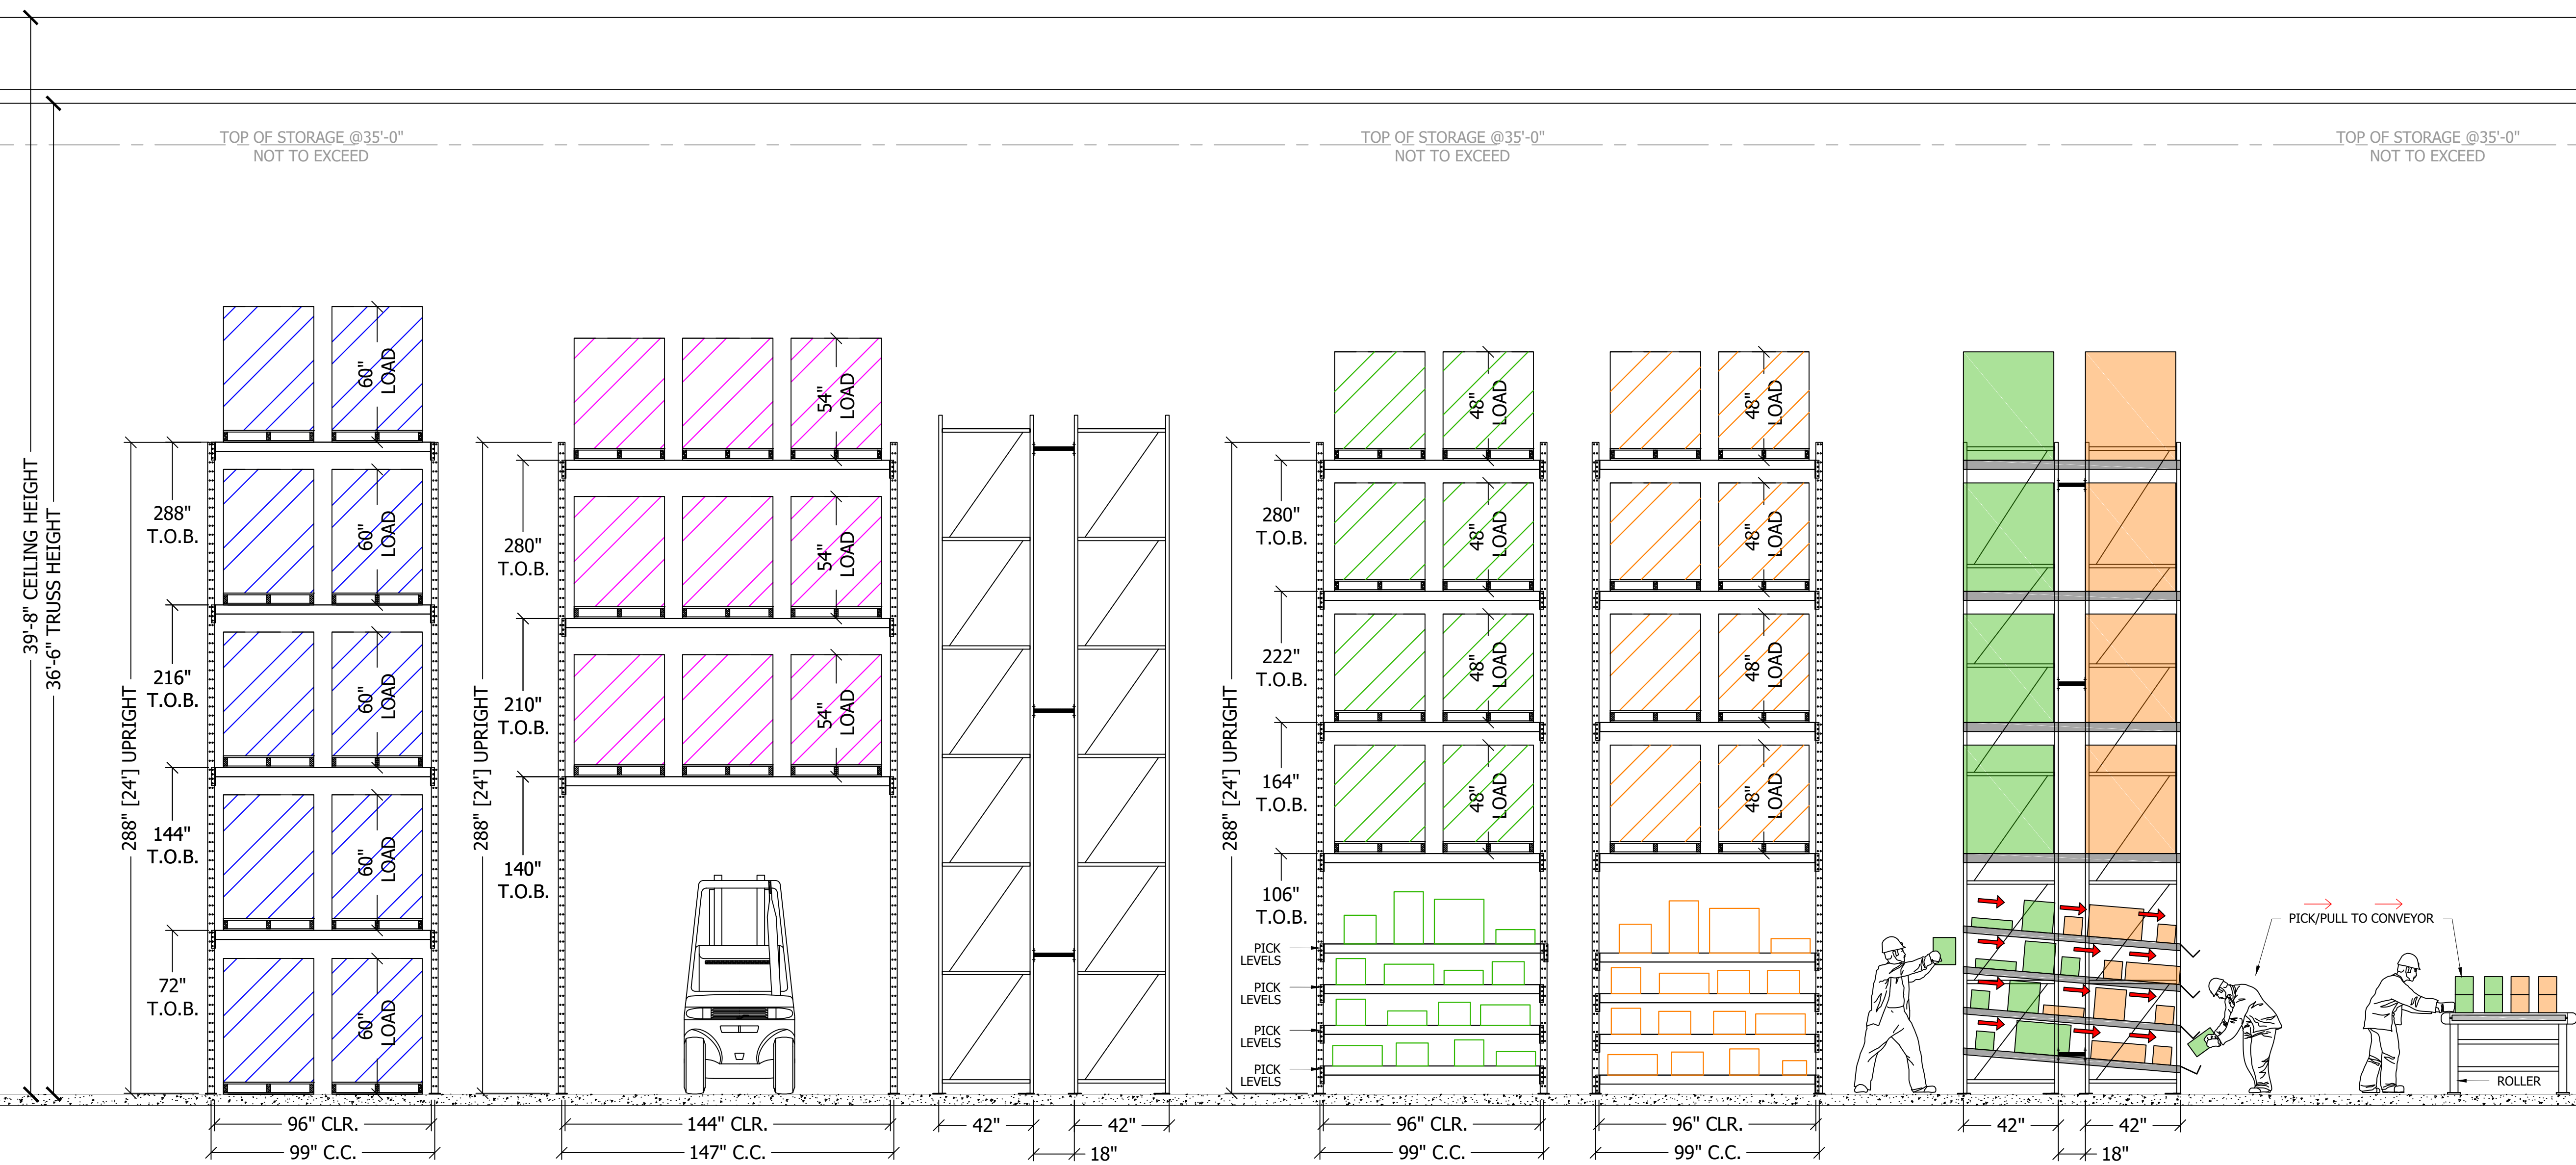 39'-8" CEILING HEIGHT
36'-6" TRUSS HEIGHT
TOP OF STORAGE @35'-0"
NOT TO EXCEED
TOP OF STORAGE @35'-0"
NOT TO EXCEED
TOP OF STORAGE @35'-0"
NOT TO EXCEED
288" [24'] UPRIGHT
288"
T.O.B.
216"
T.O.B.
144"
T.O.B.
72"
T.O.B.
60"
LOAD
60"
LOAD
60"
LOAD
60"
LOAD
60"
LOAD
96" CLR.
99" C.C.
288" [24'] UPRIGHT
280"
T.O.B.
210"
T.O.B.
140"
T.O.B.
54"
LOAD
54"
LOAD
54"
LOAD
144" CLR.
147" C.C.
42"
42"
18"
288" [24'] UPRIGHT
280"
T.O.B.
222"
T.O.B.
164"
T.O.B.
106"
T.O.B.
PICK
LEVELS
PICK
LEVELS
PICK
LEVELS
PICK
LEVELS
48"
LOAD
48"
LOAD
48"
LOAD
48"
LOAD
96" CLR.
99" C.C.
48"
LOAD
48"
LOAD
48"
LOAD
48"
LOAD
96" CLR.
99" C.C.
42"
42"
18"
PICK/PULL TO CONVEYOR
ROLLER